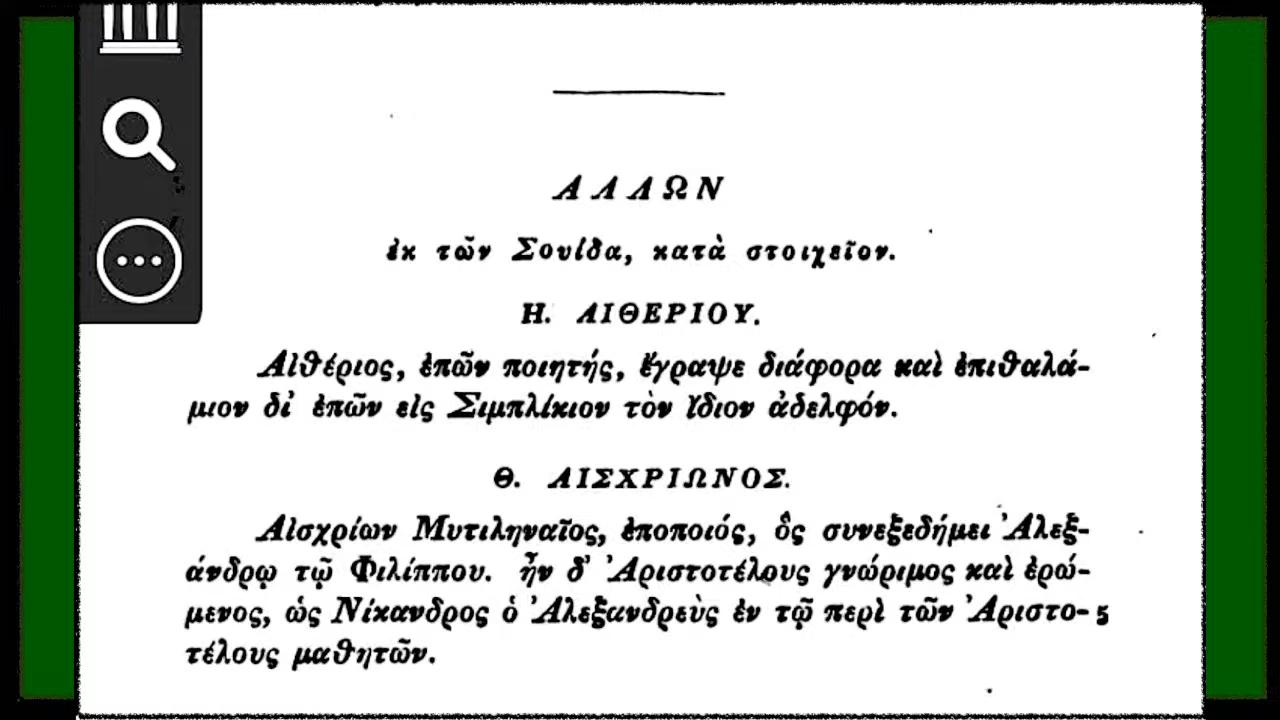 ΑΛΛΩΝ
ἐκ τῶν Σουίδα, κατὰ στοιχεῖον.
Η. ΑΙΘΕΡΙΟΥ.
Αἰθέριος, ἐπῶν ποιητής, ἔγραψε διάφορα καὶ ἐπιθαλά-
μιον δι᾽ ἐπῶν εἰς Σιμπλίκιον τὸν ἴδιον ἀδελφόν.
Θ. ΑΙΣΧΡΙΩΝΟΣ.
Αἰσχρίων Μυτιληναῖος, ἐποποιός, ὃς συνεξεδήμει Ἀλεξ-
άνδρῳ τῷ Φιλίππου. ἦν δ᾽ Ἀριστοτέλους γνώριμος καὶ ἐρώ-
μενος, ὡς Νίκανδρος ὁ Ἀλεξανδρεὺς ἐν τῷ περὶ τῶν Ἀριστο- 5
τέλους μαθητῶν.